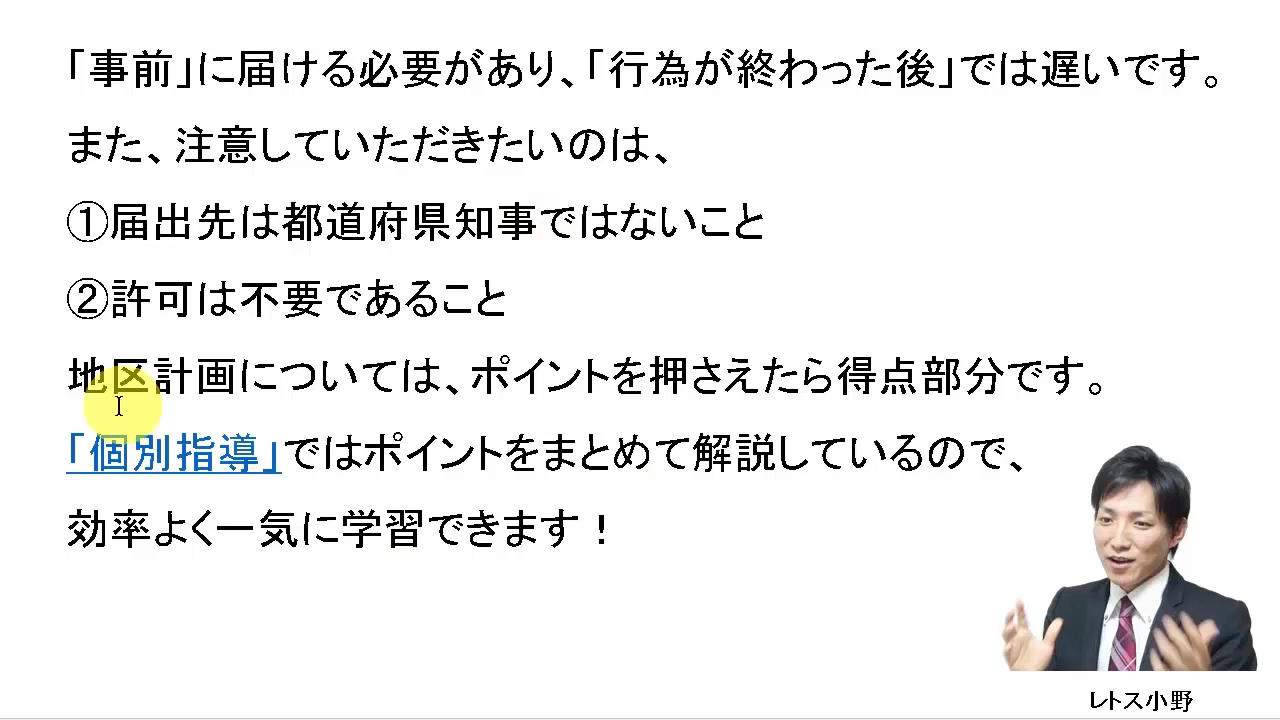 「事前」に届ける必要があり、「行為が終わった後」では遅いです。
また、注意していただきたいのは、
①届出先は都道府県知事ではないこと
②許可は不要であること
地区計画については、ポイントを押さえたら得点部分です。
「個別指導」ではポイントをまとめて解説しているので、
効率よく一気に学習できます！
レトス小野